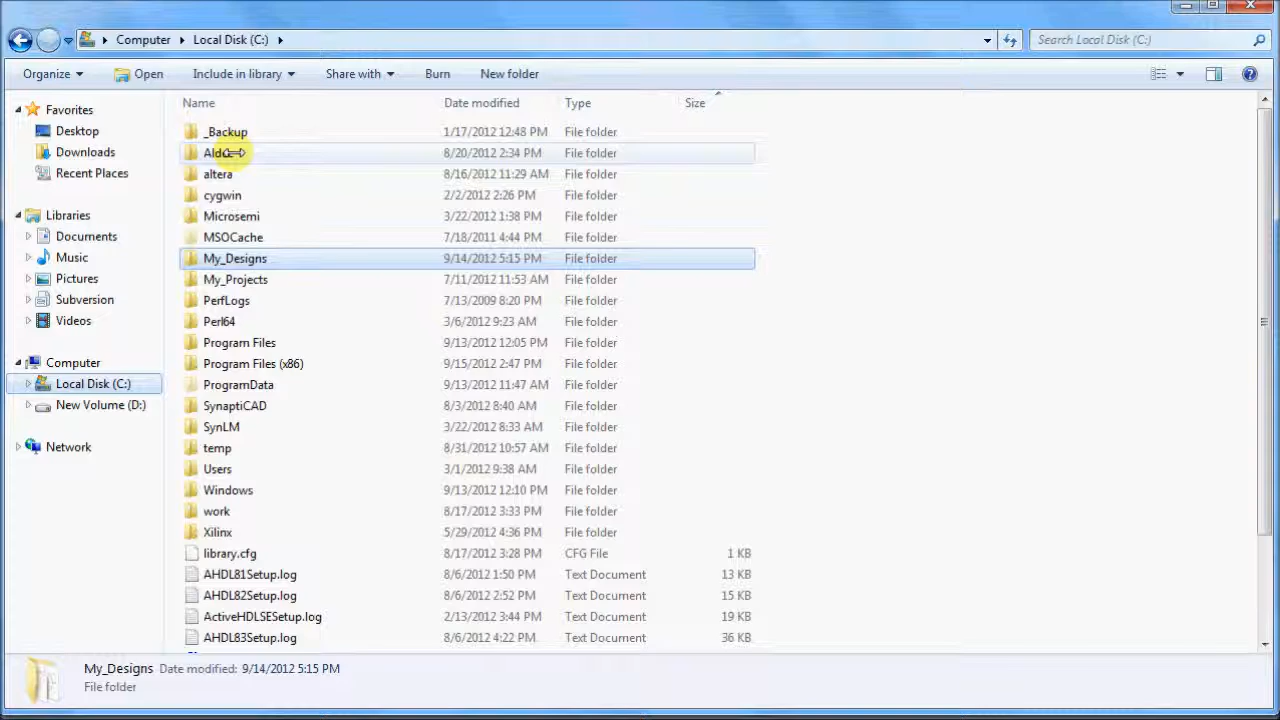 Computer Local Disk (C:)
Search Local Disk (C:)
Organize Open Include in library Share with Burn New folder
Favorites
Desktop
Downloads
Recent Places
Libraries
Documents
Music
Pictures
Subversion
Videos
Computer
Local Disk (C:)
New Volume (D:)
Network
Name Date modified Type Size
_Backup 1/17/2012 12:48 PM File folder
8/20/2012 2:34 PM File folder
altera 8/16/2012 11:29 AM File folder
cygwin 2/2/2012 2:26 PM File folder
Microsemi 3/22/2012 1:38 PM File folder
MSOCache 7/18/2011 4:44 PM File folder
My_Designs 9/14/2012 5:15 PM File folder
My_Projects 7/11/2012 11:53 AM File folder
PerfLogs 7/13/2009 8:20 PM File folder
Perl64 3/6/2012 9:23 AM File folder
Program Files 9/13/2012 12:05 PM File folder
Program Files (x86) 9/15/2012 2:47 PM File folder
ProgramData 9/13/2012 11:47 AM File folder
SynaptiCAD 8/3/2012 8:40 AM File folder
SynLM 3/22/2012 8:33 AM File folder
temp 8/31/2012 10:57 AM File folder
Users 3/1/2012 9:38 AM File folder
Windows 9/13/2012 12:10 PM File folder
work 8/17/2012 3:33 PM File folder
Xilinx 5/29/2012 4:36 PM File folder
library.cfg 8/17/2012 3:28 PM CFG File 1 KB
AHDL81Setup.log 8/6/2012 1:50 PM Text Document 13 KB
AHDL82Setup.log 8/6/2012 2:52 PM Text Document 15 KB
ActiveHDLSESetup.log 2/13/2012 3:44 PM Text Document 19 KB
AHDL83Setup.log 8/6/2012 4:22 PM Text Document 36 KB
My_Designs Date modified: 9/14/2012 5:15 PM
File folder